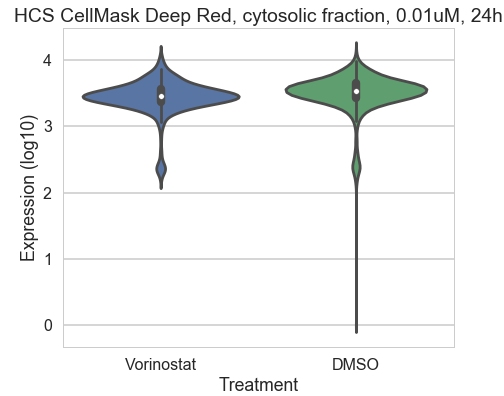 HCS CellMask Deep Red, cytosolic fraction, 0.01uM, 24h
4
3
2
1
0
Expression (log10)
Vorinostat DMSO
Treatment